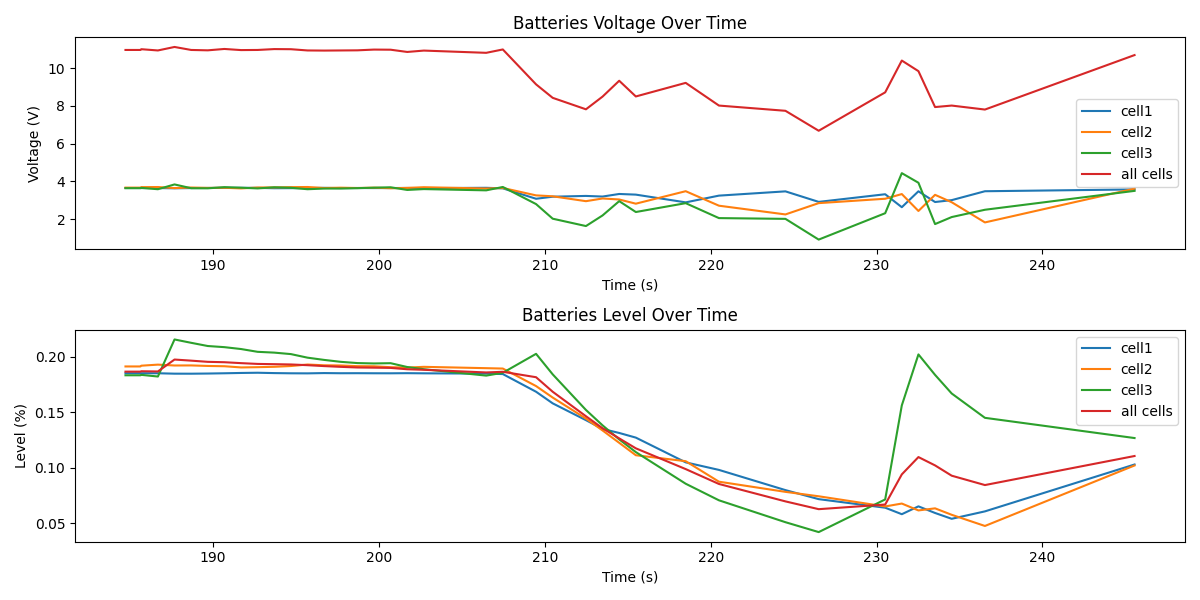 Batteries Voltage Over Time
Voltage (V)
10
8
6
4
2
cell1
cell2
cell3
all cells
190 200 210 220 230 240
Time (s)
Batteries Level Over Time
Level (%)
0.20
0.15
0.10
0.05
cell1
cell2
cell3
all cells
190 200 210 220 230 240
Time (s)